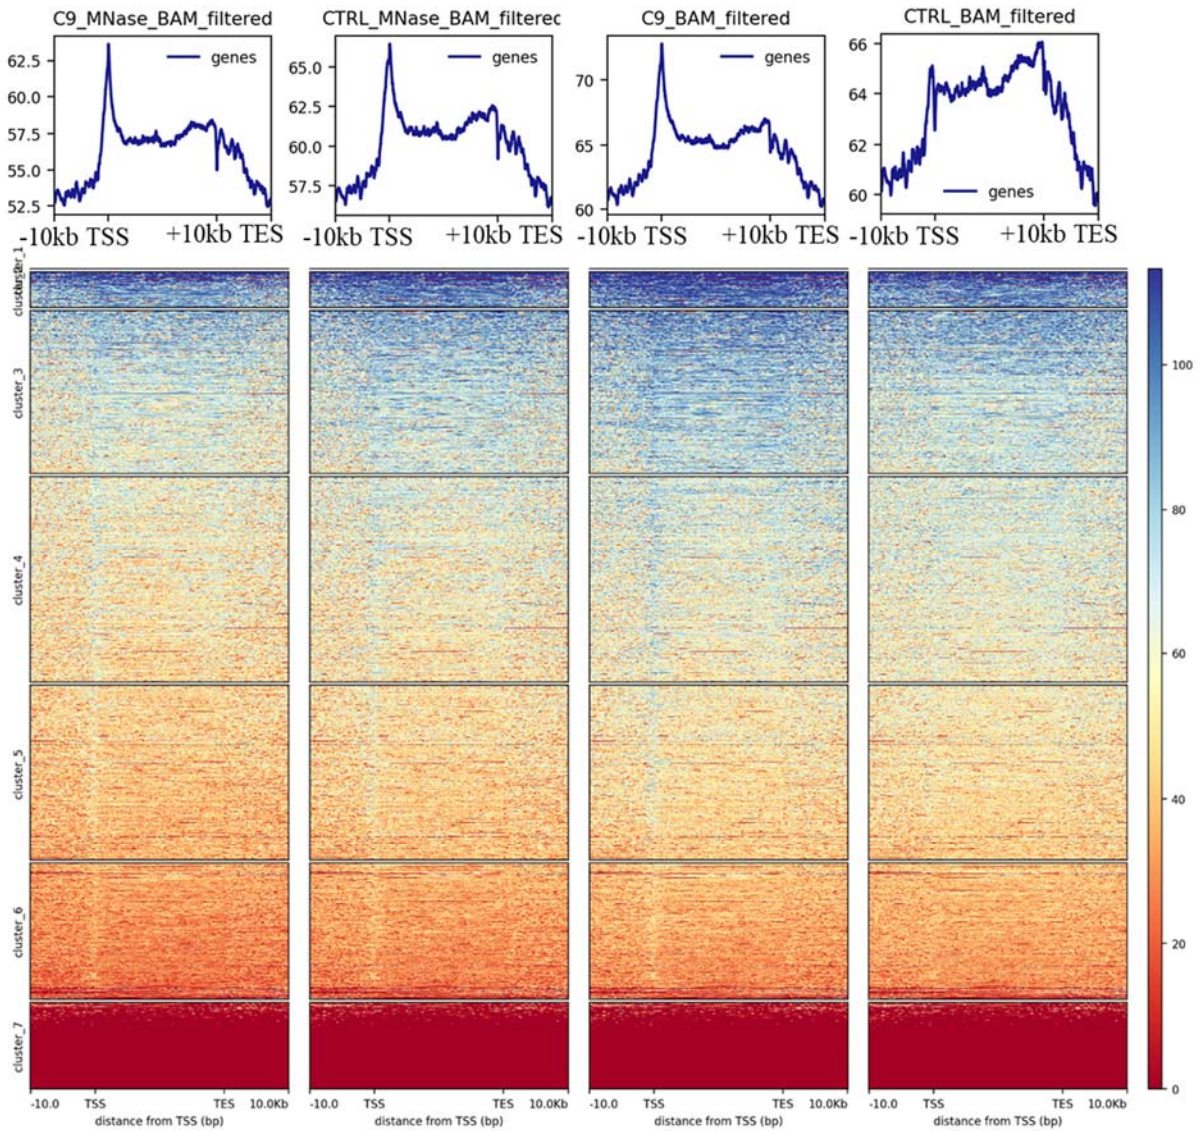 C9_MNase_BAM_filtered
62.5
60.0
57.5
55.0
52.5
genes
-10kb TSS
+10kb TES
CTRL_MNase_BAM_filterec
65.0
62.5
60.0
57.5
genes
-10kb TSS
+10kb TES
C9_BAM_filtered
70
65
60
genes
-10kb TSS
+10kb TES
CTRL_BAM_filtered
66
64
62
60
genes
-10kb TSS
+10kb TES
cluster_3
cluster_4
cluster_5
cluster_6
cluster_7
-10.0 TSS TES 10.0Kb
distance from TSS (bp)
-10.0 TSS TES 10.0Kb
distance from TSS (bp)
-10.0 TSS TES 10.0Kb
distance from TSS (bp)
-10.0 TSS TES 10.0Kb
distance from TSS (bp)
100
80
60
40
20
0